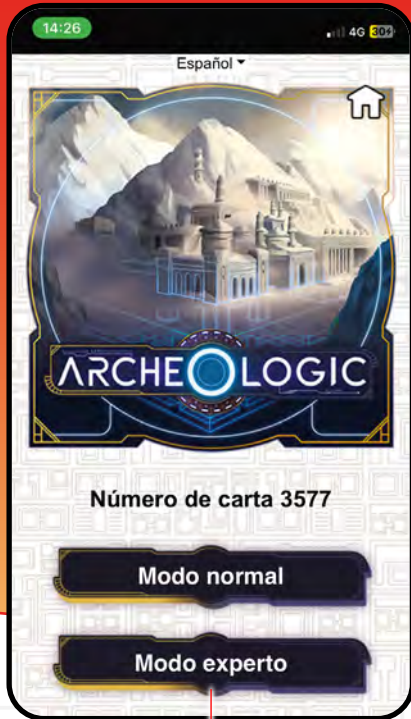 14:26
4G 30
Español
ARCHEOLOGIC
Número de carta 3577
Modo normal
Modo experto